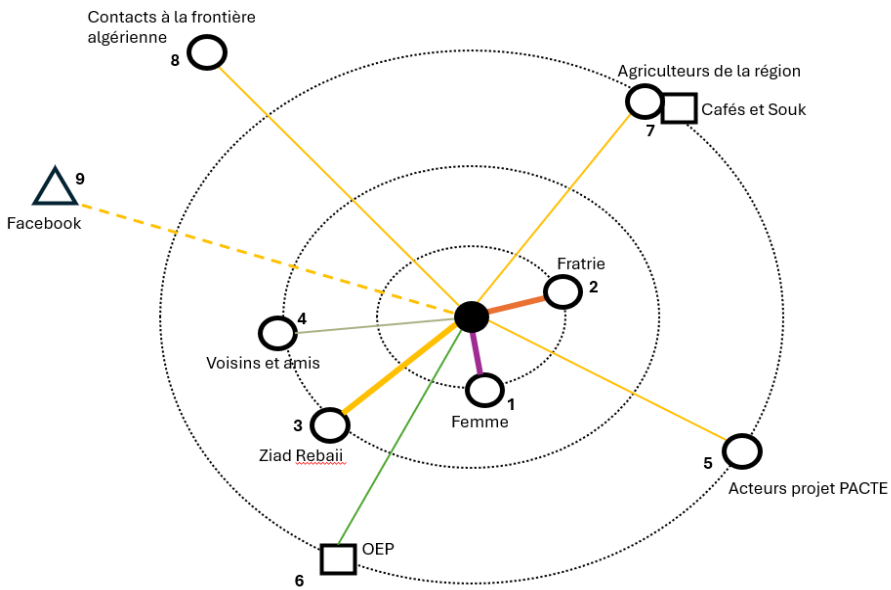 Contacts à la frontière
algérienne
8
Agriculteurs de la région
Cafés et Souk
7
9
Facebook
Fratrie
2
4
Voisins et amis
1
Femme
3
Ziad Rebaii
5
Acteurs projet PACTE
OEP
6